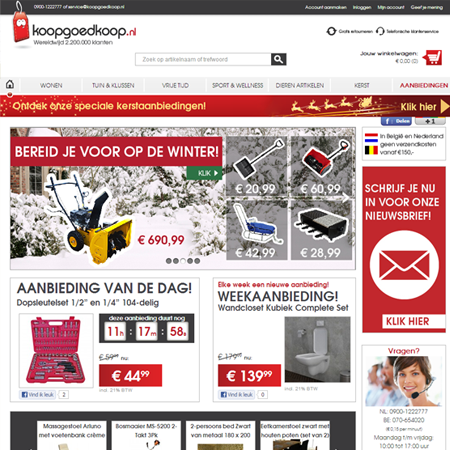 0900-1222777 of service@koopgoedkoop.nl
Account aanmaken Inloggen Mijn account Geef je mening
koopgoedkoop.nl
Wereldwijd 2.200.000 klanten
Gratis retourneren Telefonische klantenservice
Zoek op artikelnaam of trefwoord
Jouw winkelwagen:
€ 0,00 (0)
WONEN TUIN & KLUSSEN VRIJE TIJD SPORT & WELLNESS DIEREN ARTIKELEN KERST AANBIEDINGEN
Ontdek onze speciale kerstaanbiedingen! Klik hier
Delen +1
BEREID JE VOOR OP DE WINTER!
KLIK
€ 690,99
€ 20,99
€ 60,99
€ 42,99
€ 28,99
In België en Nederland
geen verzendkosten
vanaf €150,-
SCHRIJF JE NU
IN VOOR ONZE
NIEUWSBRIEF!
KLIK HIER
AANBIEDING VAN DE DAG!
Dopsleutelset 1/2" en 1/4" 104-delig
deze aanbieding duurt nog
11h : 17m : 58s
€ 59 nu
€ 44 99
incl. 21% BTW
Vind ik leuk 2
Elke week een nieuwe aanbieding!
WEEKAANBIEDING!
Wandcloset Kubiek Complete Set
€ 179 nu
€ 139 99
incl. 21% BTW
Vind ik leuk 1
Vragen?
NL: 0900-1222777
BE: 070-654020
(€ 0,15 per minuut)
Maandag t/m vrijdag
10:00 tot 17:00 uur
Massagestoel Arluno
met voetenbank crème
Bosmaaier MS-5200 2-
Takt 3Pk
2-persoons bed Zwart
van metaal 180 x 200
Eetkamerstoel zwart met
houten poten (set van 2)